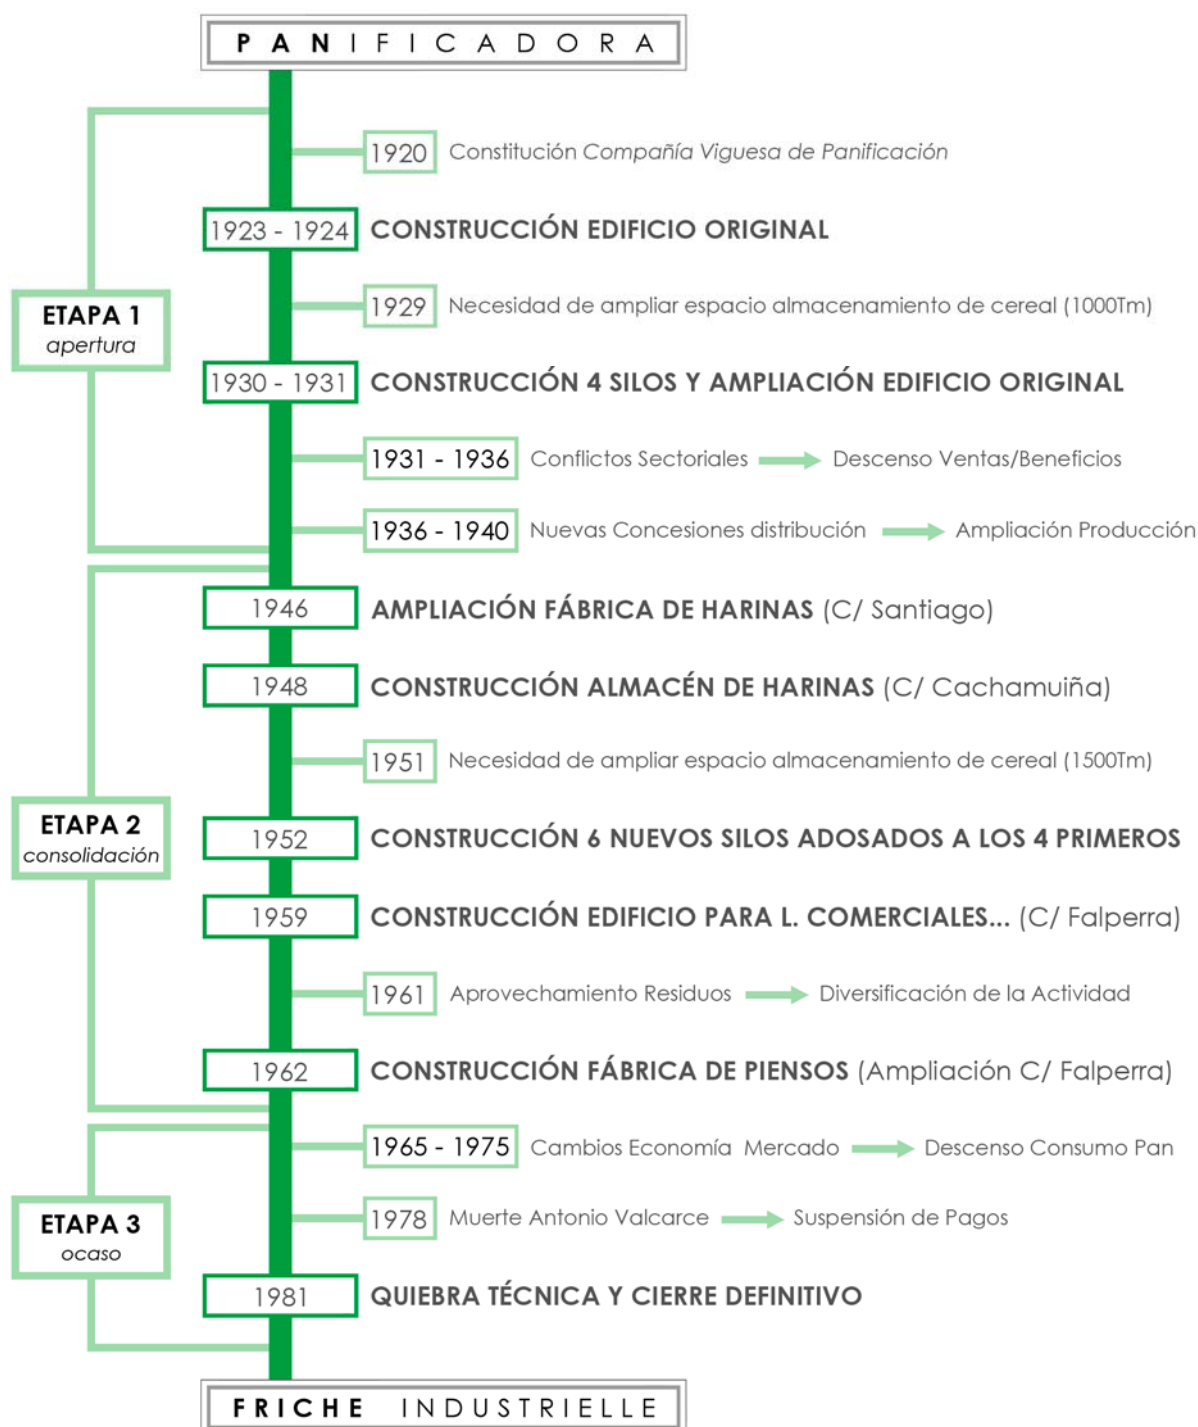 PANIFICADORA
1920 Constitución Compañía Viguesa de Panificación
1923 - 1924 CONSTRUCCIÓN EDIFICIO ORIGINAL
1929 Necesidad de ampliar espacio almacenamiento de cereal (1000Tm)
ETAPA 1
apertura
1930 - 1931 CONSTRUCCIÓN 4 SILOS Y AMPLIACIÓN EDIFICIO ORIGINAL
1931 - 1936 Conflictos Sectoriales Descenso Ventas/Beneficios
1936 - 1940 Nuevas Concesiones distribución Ampliación Producción
1946 AMPLIACIÓN FÁBRICA DE HARINAS (C/ Santiago)
1948 CONSTRUCCIÓN ALMACÉN DE HARINAS (C/ Cachamuiña)
1951 Necesidad de ampliar espacio almacenamiento de cereal (1500Tm)
ETAPA 2
consolidación
1952 CONSTRUCCIÓN 6 NUEVOS SILOS ADOSADOS A LOS 4 PRIMEROS
1959 CONSTRUCCIÓN EDIFICIO PARA L. COMERCIALES... (C/ Falperra)
1961 Aprovechamiento Residuos Diversificación de la Actividad
1962 CONSTRUCCIÓN FÁBRICA DE PIENSOS (Ampliación C/ Falperra)
1965 - 1975 Cambios Economía Mercado Descenso Consumo Pan
1978 Muerte Antonio Valcarce Suspensión de Pagos
ETAPA 3
ocaso
1981 QUIEBRA TÉCNICA Y CIERRE DEFINITIVO
FRICHE INDUSTRIELLE